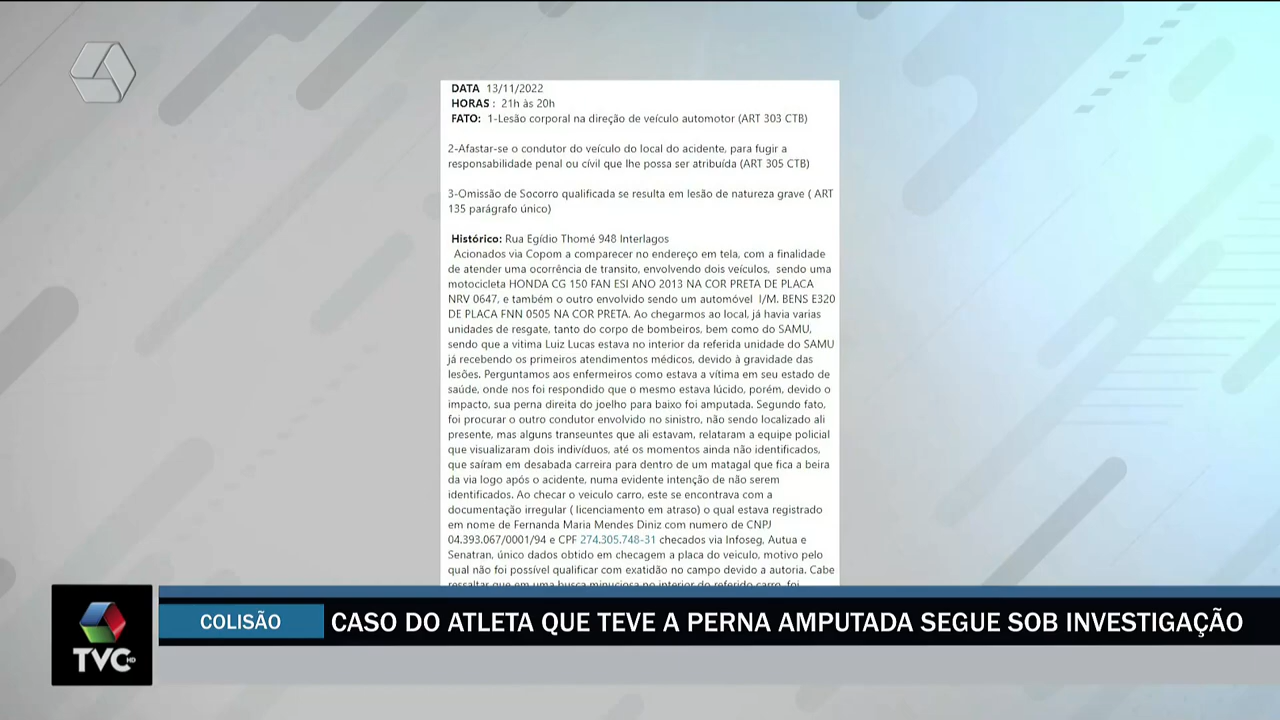 DATA 13/11/2022
HORAS : 21h às 20h
FATO: 1-Lesão corporal na direção de veículo automotor (ART 303 CTB)
2-Afastar-se o condutor do veículo do local do acidente, para fugir a
responsabilidade penal ou cívil que lhe possa ser atribuída (ART 305 CTB)
3-Omissão de Socorro qualificada se resulta em lesão de natureza grave ( ART
135 parágrafo único)
Histórico: Rua Egídio Thomé 948 Interlagos
Acionados via Copom a comparecer no endereço em tela, com a finalidade
de atender uma ocorrência de transito, envolvendo dois veículos, sendo uma
motocicleta HONDA CG 150 FAN ESI ANO 2013 NA COR PRETA DE PLACA
NRV 0647, e também o outro envolvido sendo um automóvel I/M. BENS E320
DE PLACA FNN 0505 NA COR PRETA. Ao chegarmos ao local, já havia varias
unidades de resgate, tanto do corpo de bombeiros, bem como do SAMU,
sendo que a vitima Luiz Lucas estava no interior da referida unidade do SAMU
já recebendo os primeiros atendimentos médicos, devido à gravidade das
lesões. Perguntamos aos enfermeiros como estava a vítima em seu estado de
saúde, onde nos foi respondido que o mesmo estava lúcido, porém, devido o
impacto, sua perna direita do joelho para baixo foi amputada. Segundo fato,
foi procurar o outro condutor envolvido no sinistro, não sendo localizado ali
presente, mas alguns transeuntes que ali estavam, relataram a equipe policial
que visualizaram dois indivíduos, até os momentos ainda não identificados,
que saíram em desabada carreira para dentro de um matagal que fica a beira
da via logo após o acidente, numa evidente intenção de não serem
identificados. Ao checar o veiculo carro, este se encontrava com a
documentação irregular ( licenciamento em atraso) o qual estava registrado
em nome de Fernanda Maria Mendes Diniz com numero de CNPJ
04.393.067/0001/94 e CPF 274.305.748-31 checados via Infoseg, Autua e
Senatran, único dados obtido em checagem a placa do veiculo, motivo pelo
qual não foi possível qualificar com exatidão no campo devido a autoria. Cabe
ressaltar que em uma busca minuciosa no interior do referido carro, foi
COLISÃO
CASO DO ATLETA QUE TEVE A PERNA AMPUTADA SEGUE SOB INVESTIGAÇÃO
TVC HD